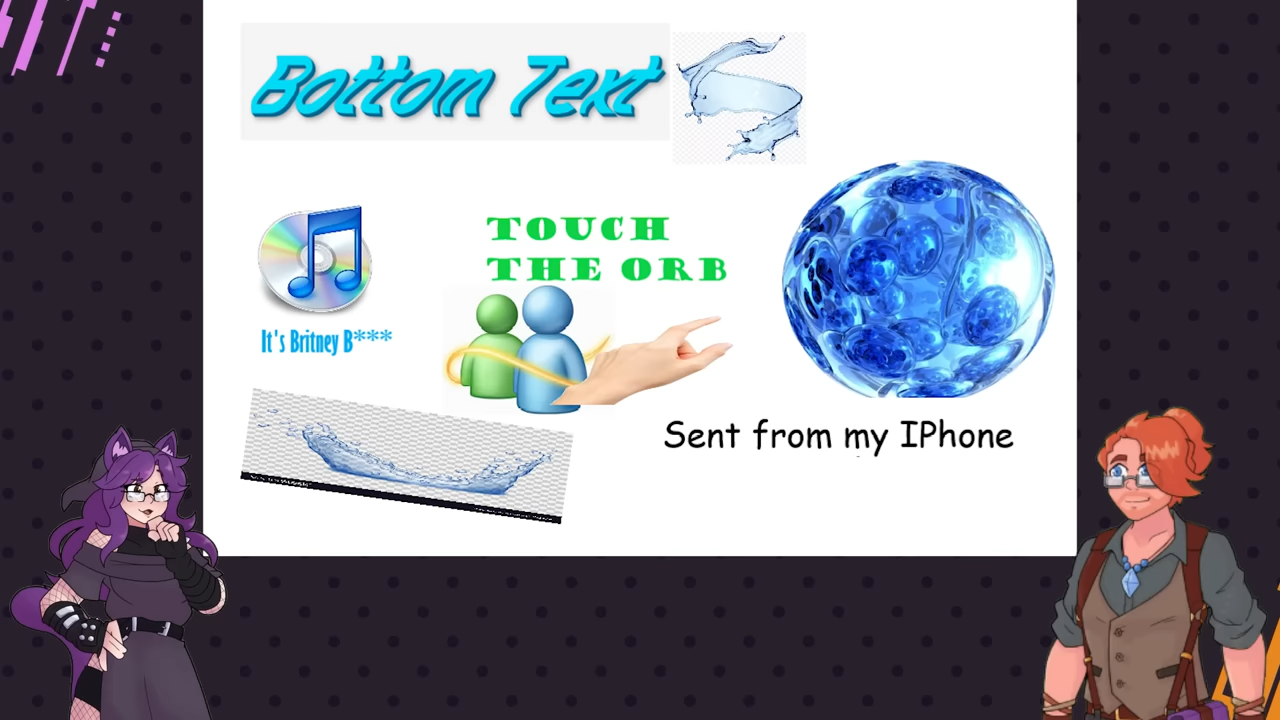 Bottom Text
TOUCH
THE ORB
It's Britney B***
Sent from my IPhone